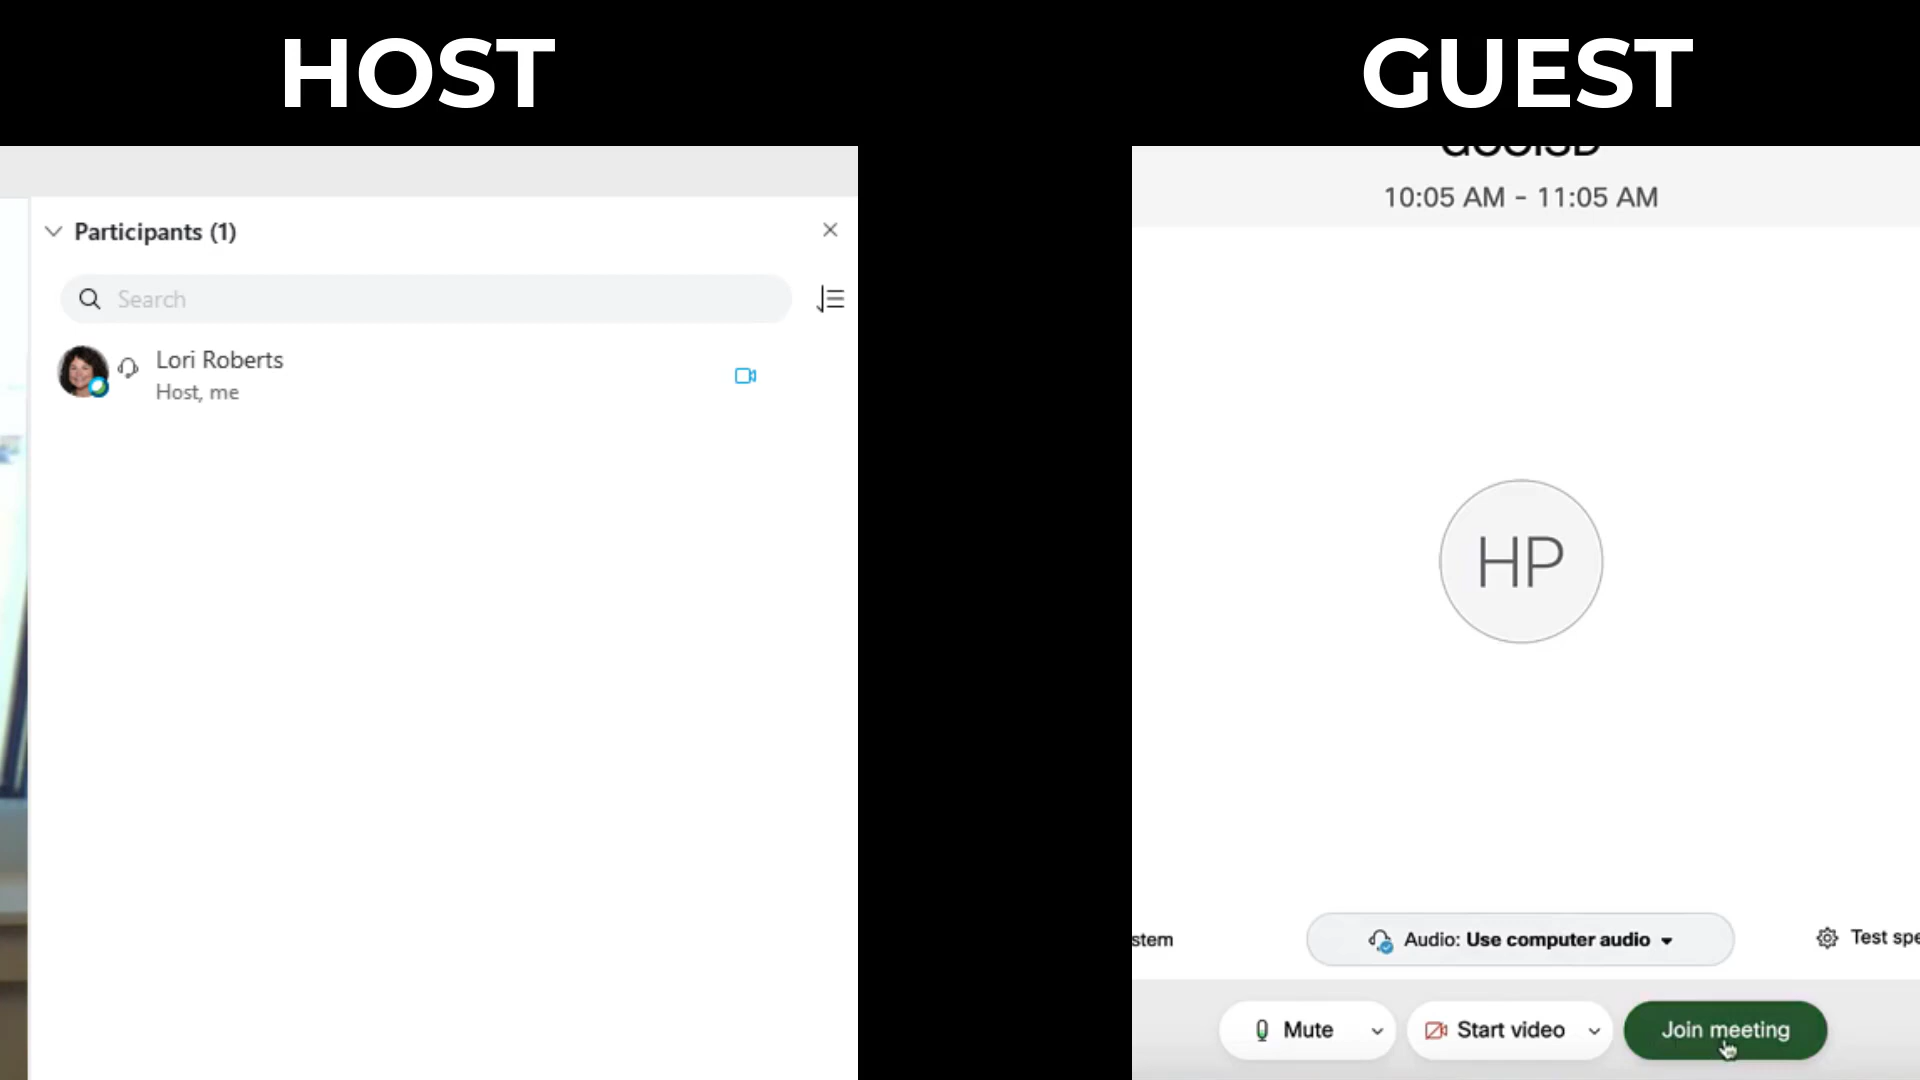 HOST
GUEST
10:05 AM - 11:05 AM
Participants (1)
Search
Lori Roberts
Host, me
HP
stem
Audio: Use computer audio
Test spe
Mute
Start video
Join meeting